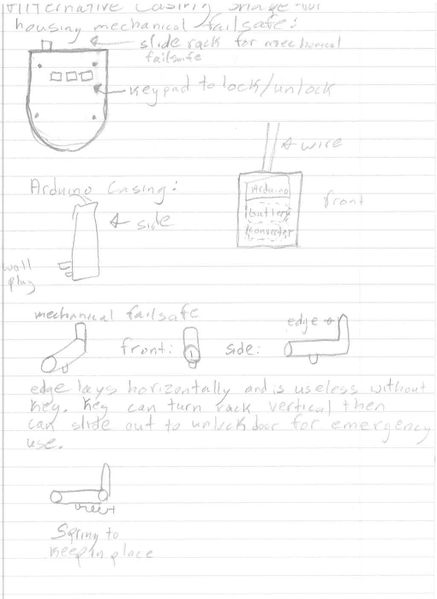 Alternative Casing
housing mechanical failsafe:
slide rack for mechanical
failsafe
keypad to lock/unlock
wire
Arduino Casing:
Arduino
battery
Converter
front
side
wall
plug
mechanical failsafe
front:
side:
edge
edge lays horizontally and is useless without
key. Key can turn rack vertical then
can slide out to unlock door for emergency
use.
Spring to
keep in place